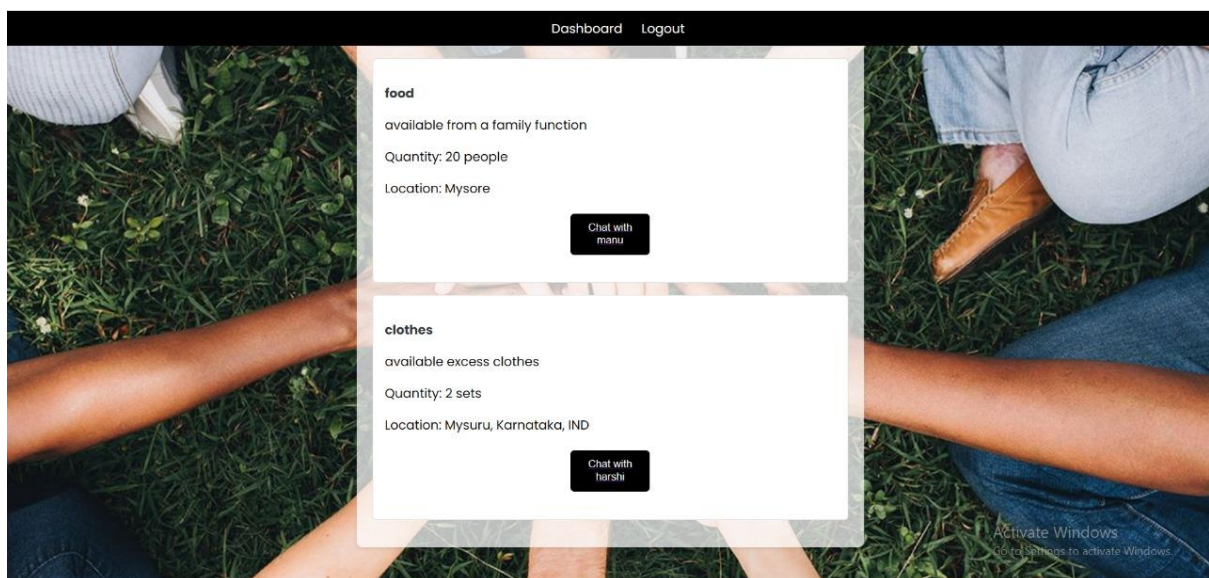 Dashboard Logout
food
available from a family function
Quantity: 20 people
Location: Mysore
Chat with
manu
clothes
available excess clothes
Quantity: 2 sets
Location: Mysuru, Karnataka, IND
Chat with
harshi
Activate Windows
Go to Settings to activate Windows.